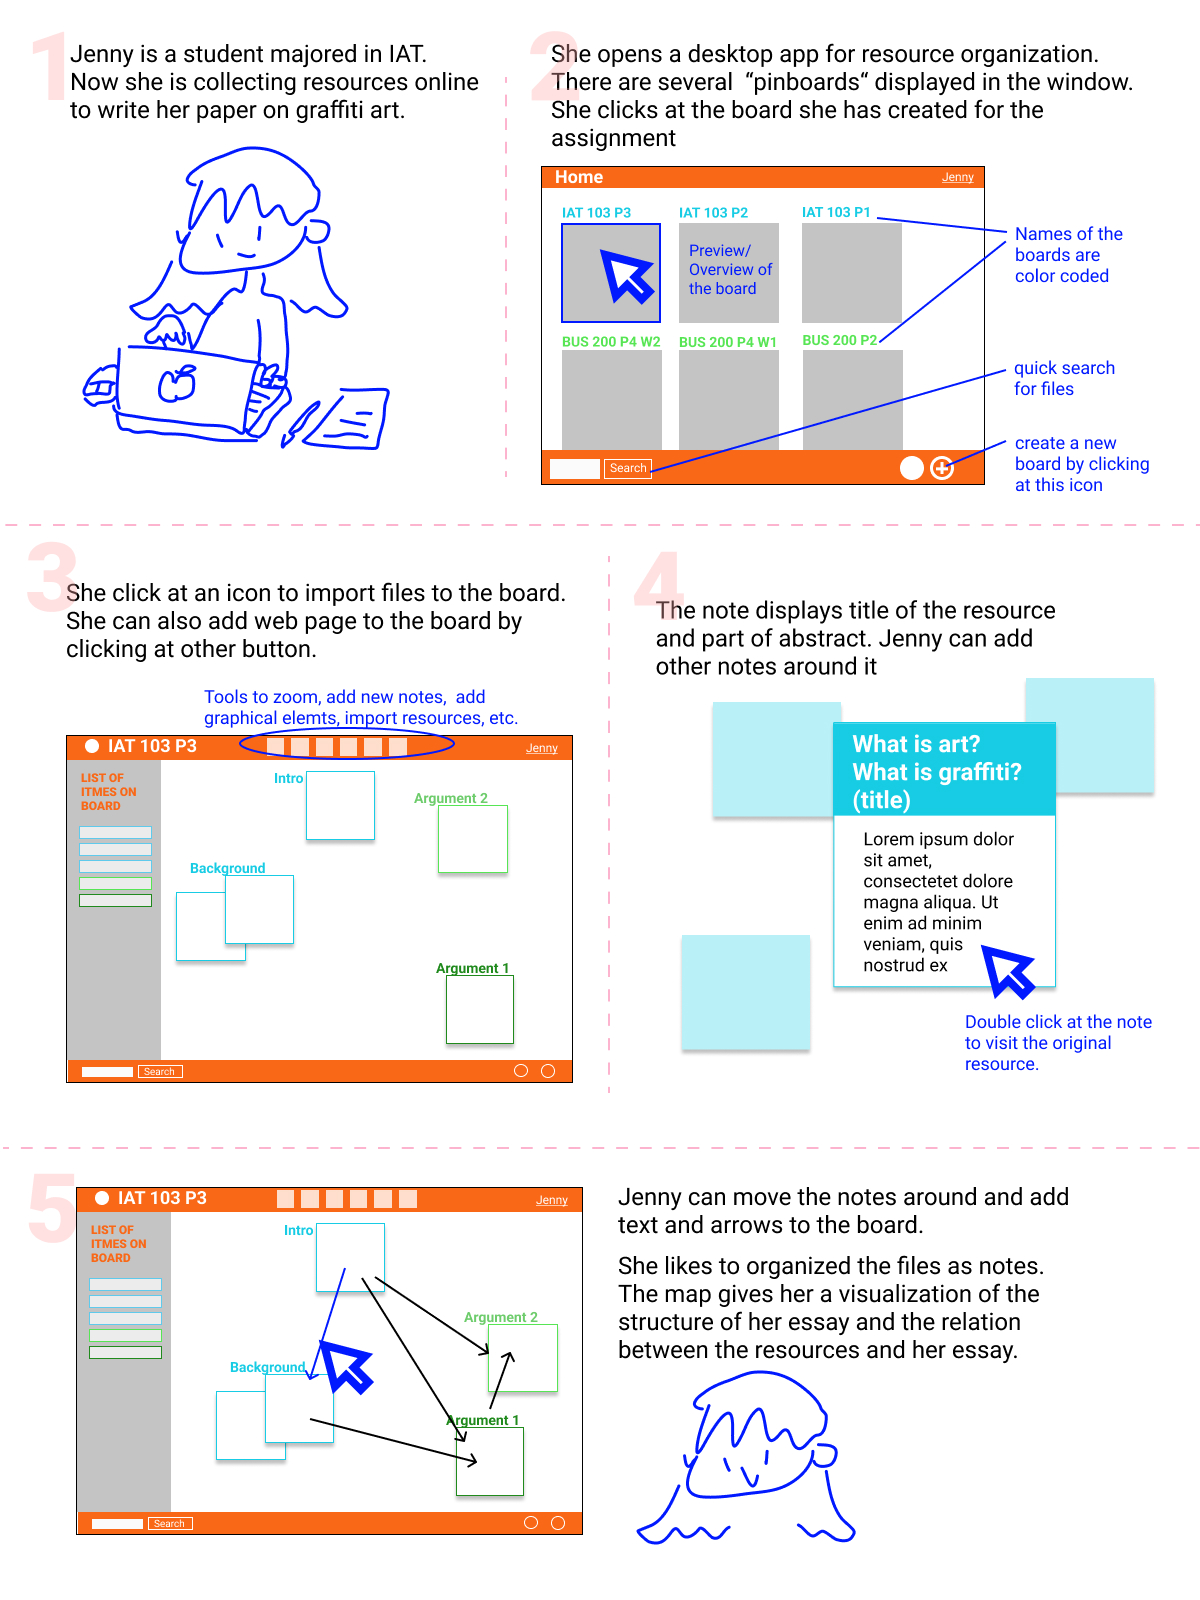 1
Jenny is a student majored in IAT.
Now she is collecting resources online
to write her paper on graffiti art.
2
She opens a desktop app for resource organization.
There are several “pinboards“ displayed in the window.
She clicks at the board she has created for the
assignment
Home
Jenny
IAT 103 P3
IAT 103 P2
IAT 103 P1
Preview/
Overview of
the board
BUS 200 P4 W2
BUS 200 P4 W1
BUS 200 P2
Search
Names of the
boards are
color coded
quick search
for files
create a new
board by clicking
at this icon
3
She click at an icon to import files to the board.
She can also add web page to the board by
clicking at other button.
Tools to zoom, add new notes, add
graphical elemts, import resources, etc.
IAT 103 P3
Jenny
LIST OF
ITMES ON
BOARD
Intro
Argument 2
Background
Argument 1
Search
4
The note displays title of the resource
and part of abstract. Jenny can add
other notes around it
What is art?
What is graffiti?
(title)
Lorem ipsum dolor
sit amet,
consectetet dolore
magna aliqua. Ut
enim ad minim
veniam, quis
nostrud ex
Double click at the note
to visit the original
resource.
5
IAT 103 P3
Jenny
LIST OF
ITMES ON
BOARD
Intro
Argument 2
Background
Argument 1
Search
Jenny can move the notes around and add
text and arrows to the board.
She likes to organized the files as notes.
The map gives her a visualization of the
structure of her essay and the relation
between the resources and her essay.